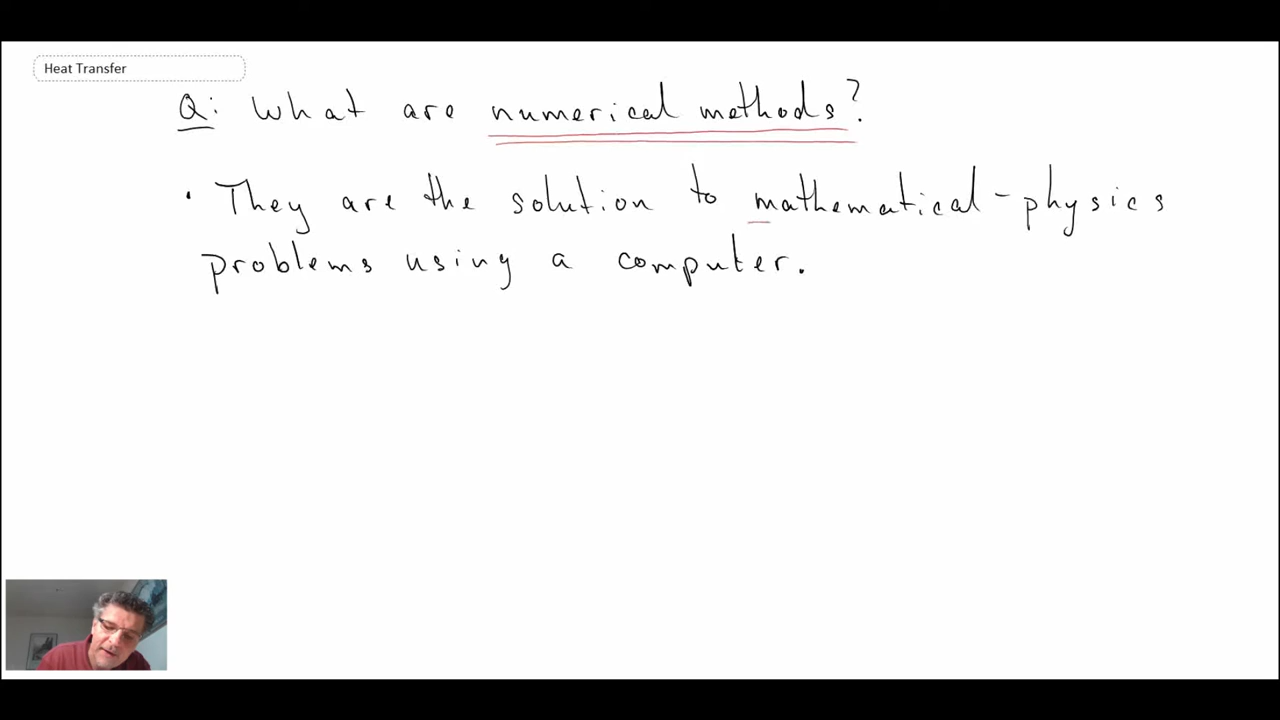 Heat Transfer
Q: What are numerical methods?
• They are the solution to mathematical-physics
problems using a computer.